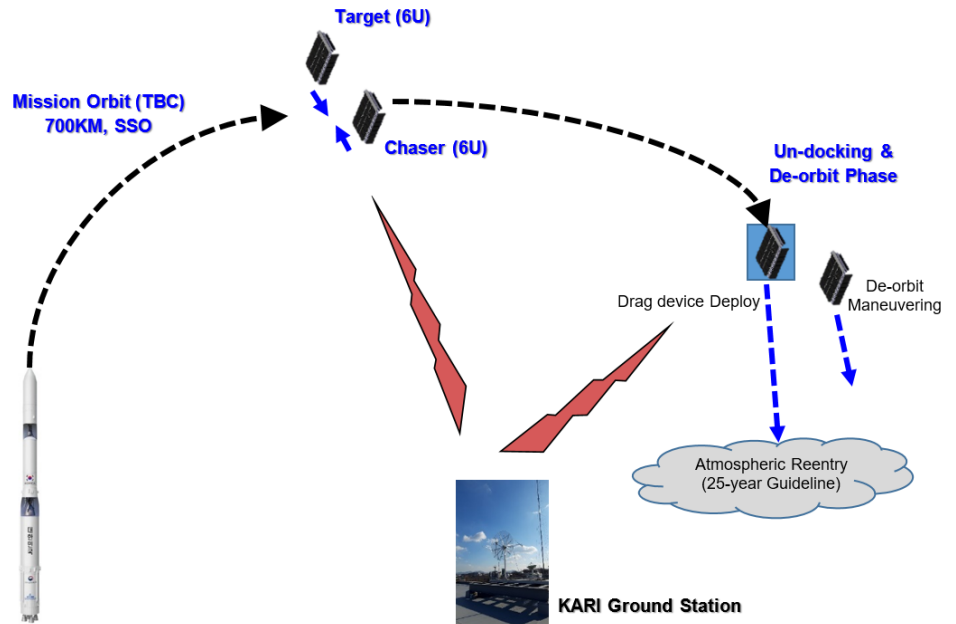 Target (6U)
Mission Orbit (TBC)
700KM, SSO
Chaser (6U)
Un-docking &
De-orbit Phase
Drag device Deploy
De-orbit
Maneuvering
Atmospheric Reentry
(25-year Guideline)
KARI Ground Station